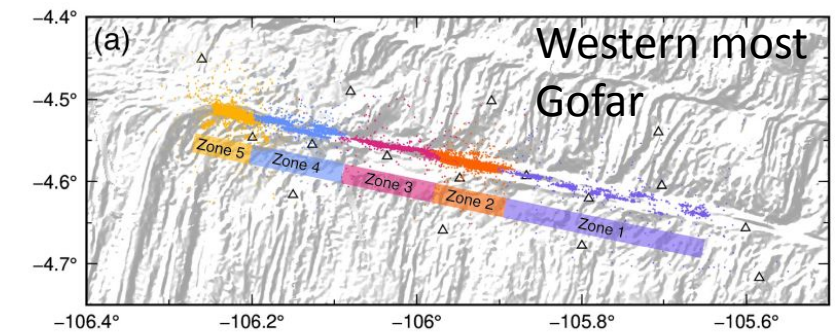 (a)
Western most
Gofar
−4.4°
−4.5°
−4.6°
−4.7°
Zone 5
Zone 4
Zone 3
Zone 2
Zone 1
−106.4°
−106.2°
−106°
−105.8°
−105.6°